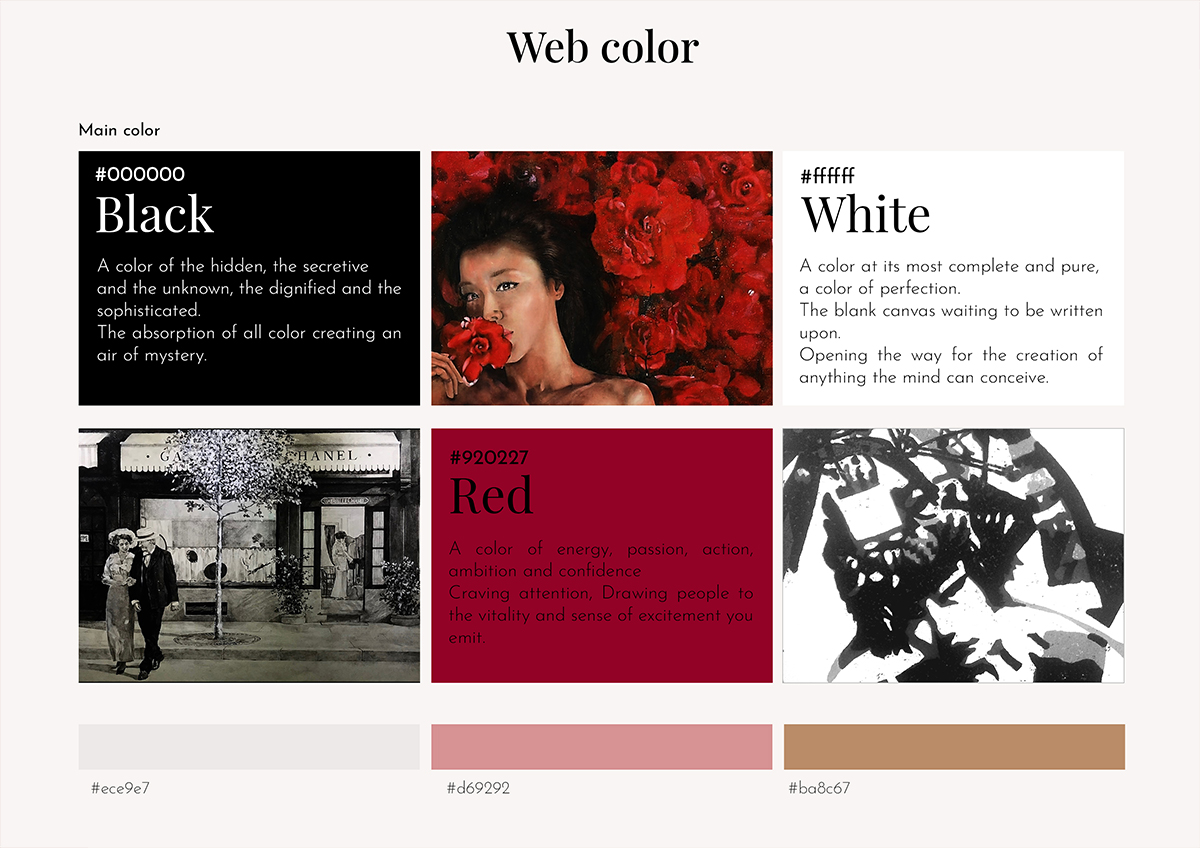 Web color
Main color
#000000
Black
A color of the hidden, the secretive
and the unknown, the dignified and the
sophisticated.
The absorption of all color creating an
air of mystery.
#ffffff
White
A color at its most complete and pure,
a color of perfection.
The blank canvas waiting to be written
upon.
Opening the way for the creation of
anything the mind can conceive.
CHANEL
#920227
Red
A color of energy, passion, action,
ambition and confidence
Craving attention, Drawing people to
the vitality and sense of excitement you
emit.
#ece9e7
#d69292
#ba8c67